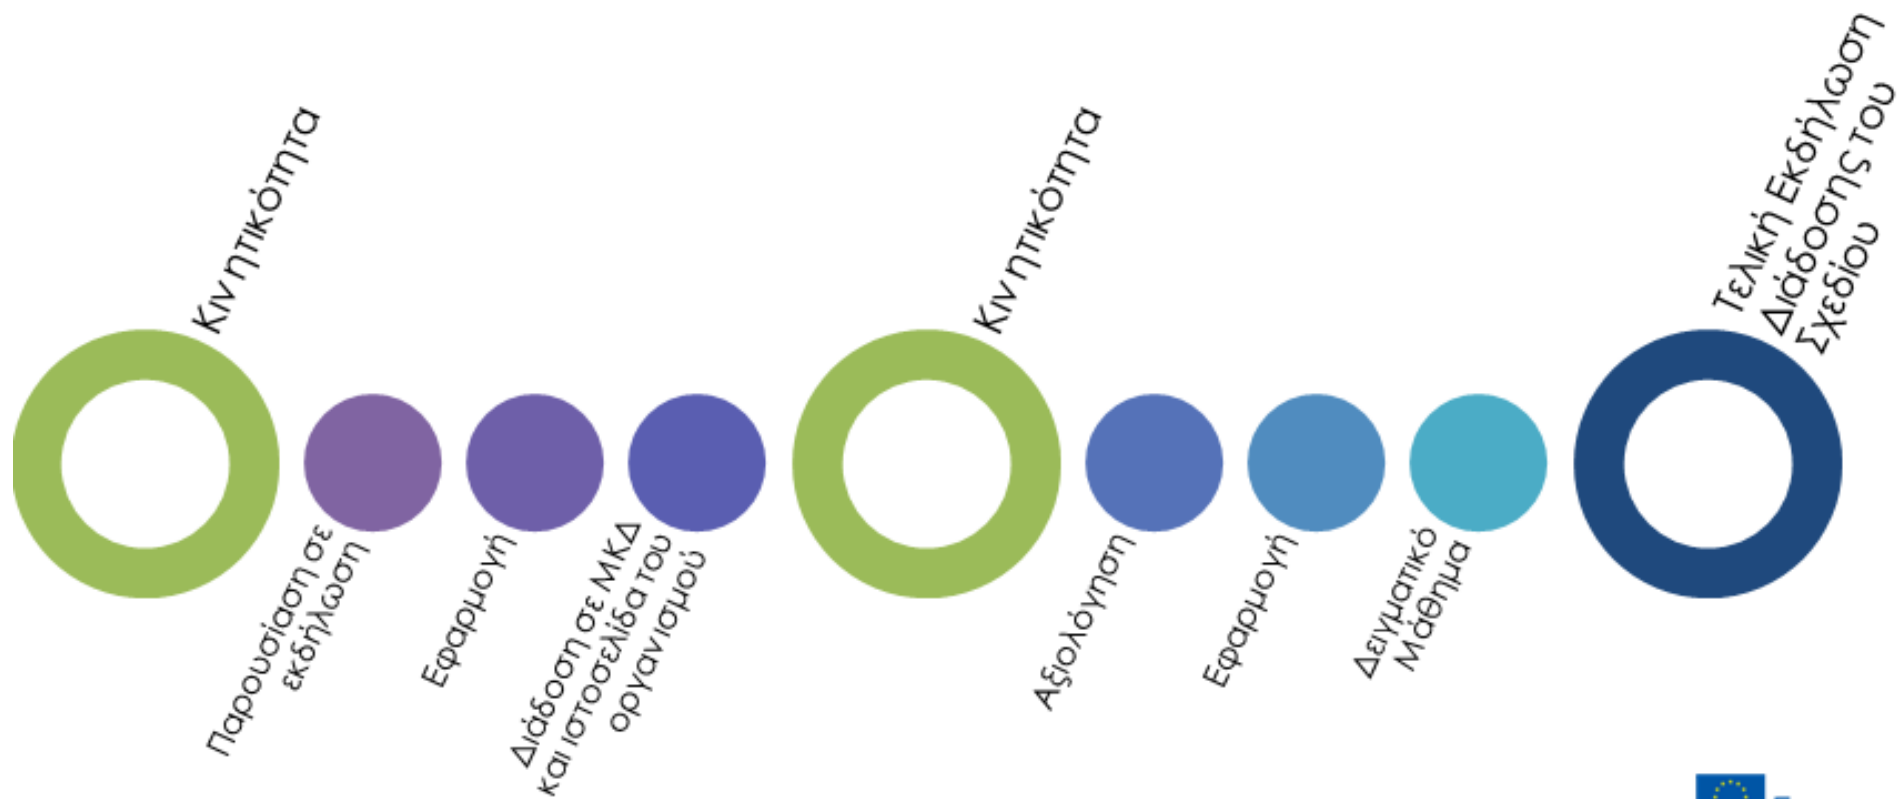 Κινητικότητα
Παρουσίαση σε
εκδήλωση
Εφαρμογή
Διάδοση σε ΜΚΔ
και ιστοσελίδα του
οργανισμού
Κινητικότητα
Αξιολόγηση
Εφαρμογή
Δειγματικό
Μάθημα
Τελική Εκδήλωση
Διάδοσης του
Σχεδίου